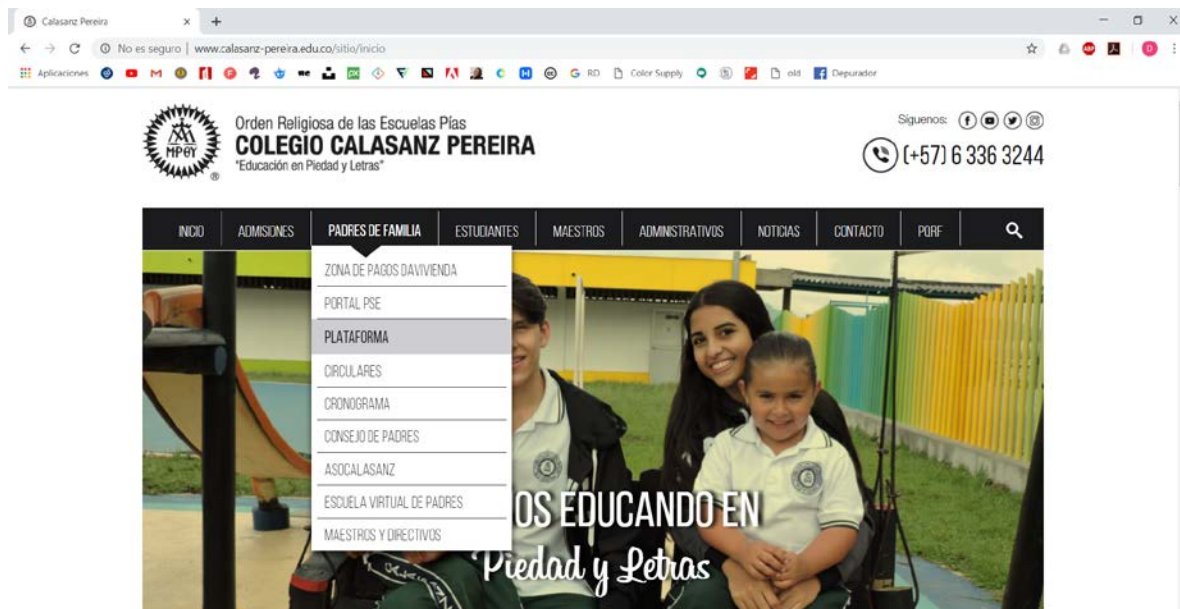 Calasanz Pereira
No es seguro | www.calasanz-pereira.edu.co/sitio/inicio
Aplicaciones
RD
Color Supply
old
Depurador
Orden Religiosa de las Escuelas Pías
COLEGIO CALASANZ PEREIRA
"Educación en Piedad y Letras"
Síguenos:
(+57) 6 336 3244
INICIO ADMISIONES PADRES DE FAMILIA ESTUDIANTES MAESTROS ADMINISTRATIVOS NOTICIAS CONTACTO PQRF
ZONA DE PAGOS DAVIVIENDA
PORTAL PSE
PLATAFORMA
CIRCULARES
CRONOGRAMA
CONSEJO DE PADRES
ASOCALASANZ
ESCUELA VIRTUAL DE PADRES
MAESTROS Y DIRECTIVOS
OS EDUCANDO EN
Piedad y Letras